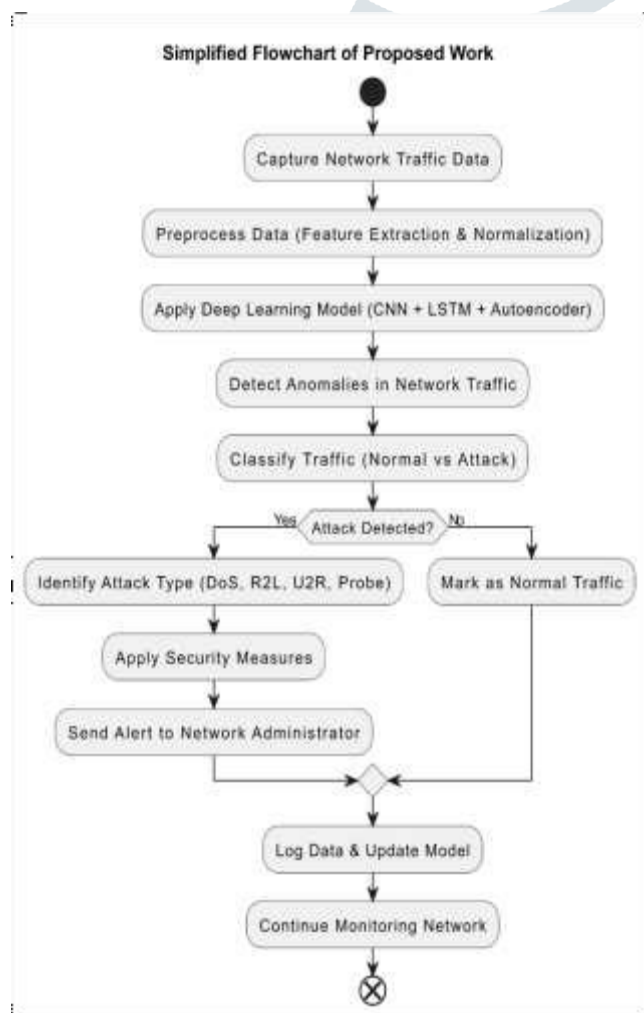 Simplified Flowchart of Proposed Work
Capture Network Traffic Data
Preprocess Data (Feature Extraction & Normalization)
Apply Deep Learning Model (CNN + LSTM + Autoencoder)
Detect Anomalies in Network Traffic
Classify Traffic (Normal vs Attack)
Yes
Attack Detected?
No
Identify Attack Type (DoS, R2L, U2R, Probe)
Mark as Normal Traffic
Apply Security Measures
Send Alert to Network Administrator
Log Data & Update Model
Continue Monitoring Network